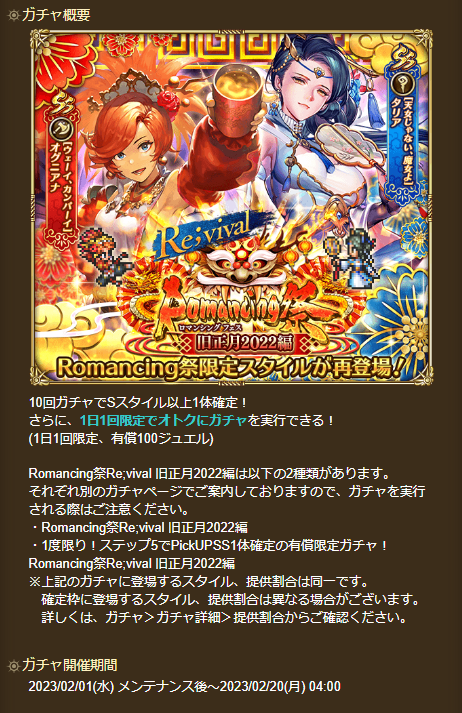 ガチャ概要
SS
【ウェーイ、カンパーイ】
オグニアナ
SS
【天女じゃない、魔女よ】
タリア
Re;vival
Romancing祭
ロマンシング フェス
旧正月2022編
Romancing祭限定スタイルが再登場！
10回ガチャでSスタイル以上1体確定！
さらに、1日1回限定でオトクにガチャを実行できる！
(1日1回限定、有償100ジュエル)
Romancing祭Re;vival 旧正月2022編は以下の2種類があります。
それぞれ別のガチャページでご案内しておりますので、ガチャを実行
される際はご注意ください。
・Romancing祭Re;vival 旧正月2022編
・1度限り！ステップ5でPickUPSS1体確定の有償限定ガチャ！
Romancing祭Re;vival 旧正月2022編
※上記のガチャに登場するスタイル、提供割合は同一です。
確定枠に登場するスタイル、提供割合は異なる場合がございます。
詳しくは、ガチャ＞ガチャ詳細＞提供割合からご確認ください。
ガチャ開催期間
2023/02/01(水) メンテナンス後～2023/02/20(月) 04:00